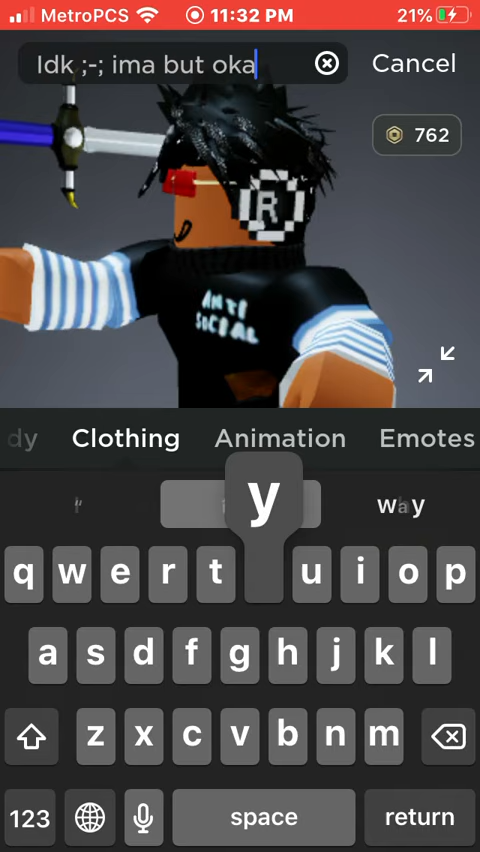 MetroPCS 11:32 PM 21%
Idk ;-; ima but oka Cancel
762
R
ANTI
SOCIAL
dy Clothing Animation Emotes
y
q w e r t u i o p
a s d f g h j k l
z x c v b n m
123 space return